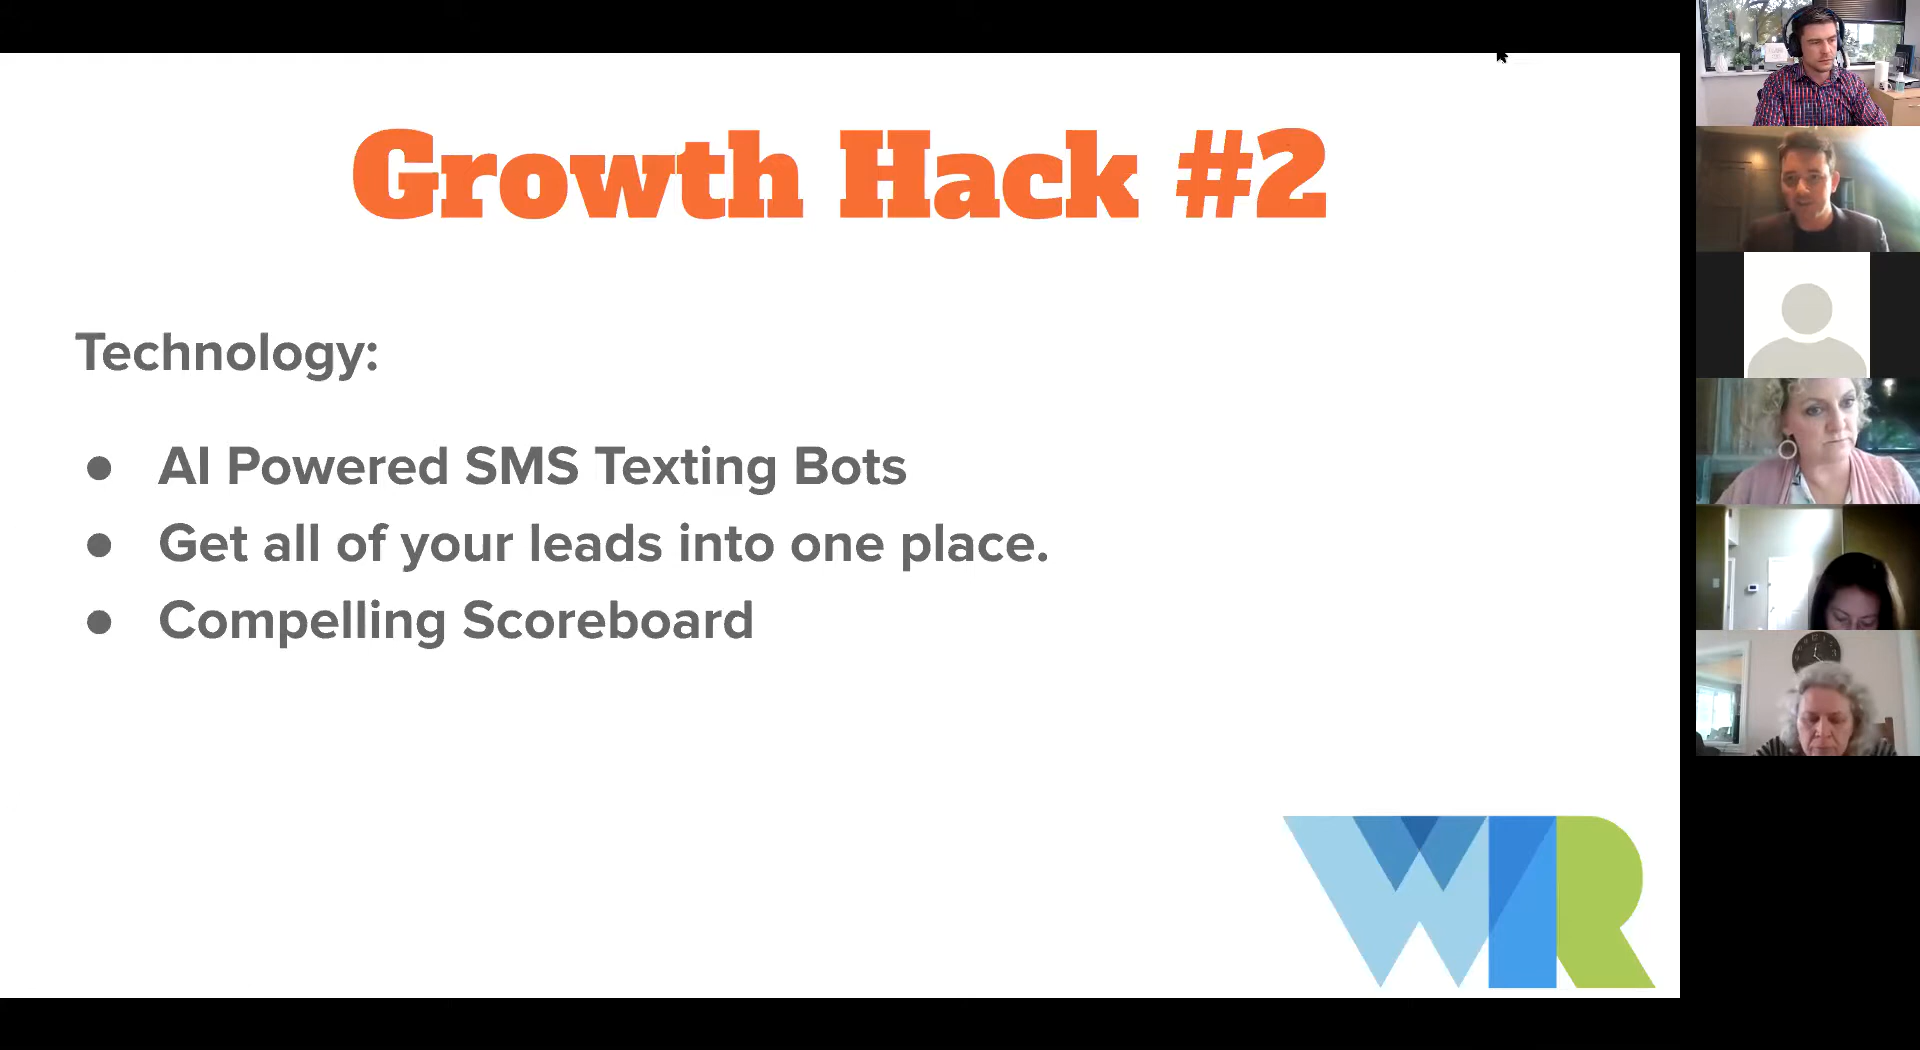 Growth Hack #2
Technology:
● AI Powered SMS Texting Bots
● Get all of your leads into one place.
● Compelling Scoreboard
WR